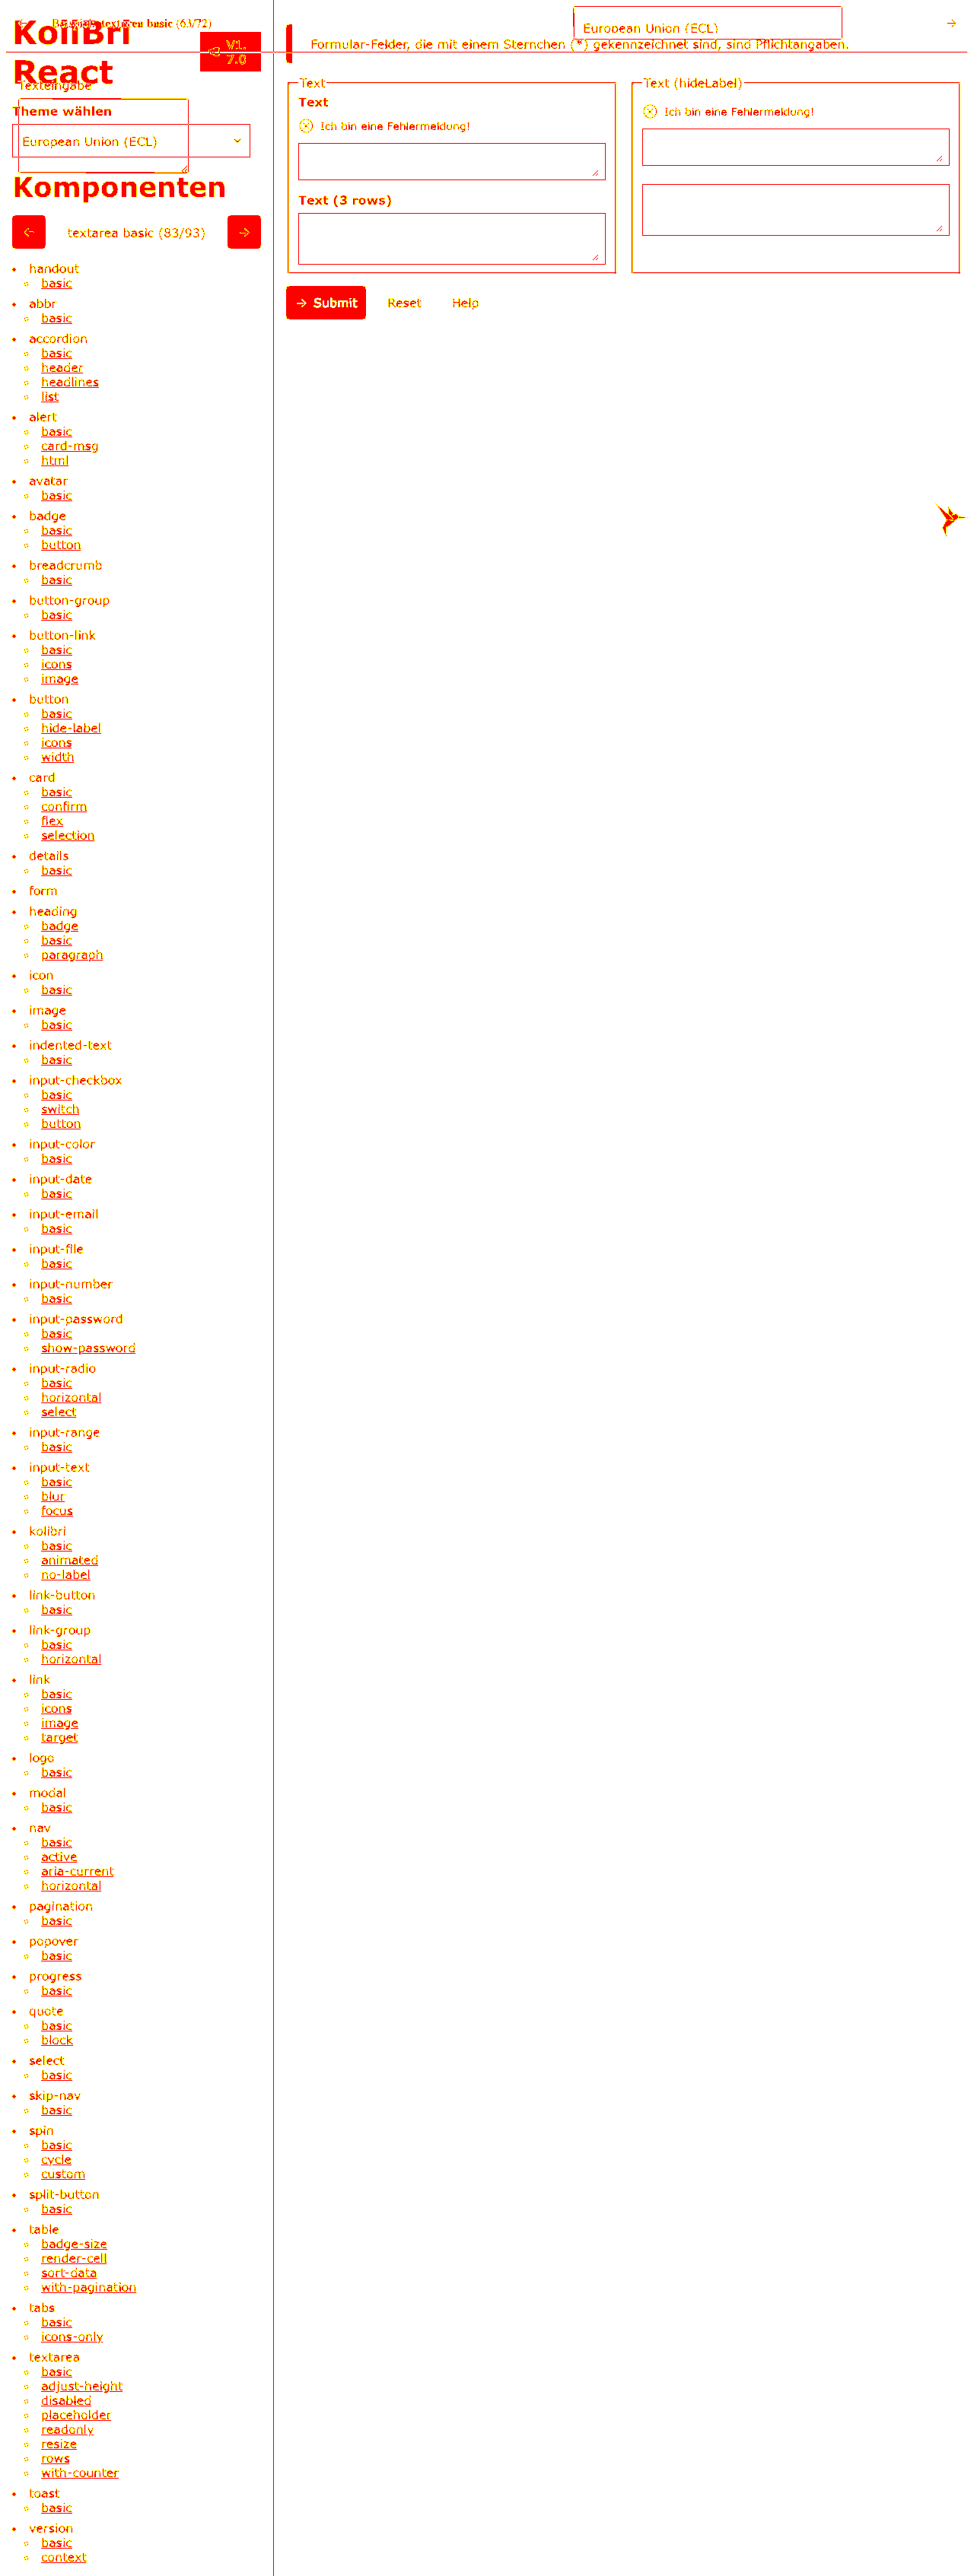 KoliBri
React
V1.
7.0
Beispiel: textarea basic (63/72)
Texteingabe
Theme wählen
European Union (ECL)
Komponenten
textarea basic (83/93)
handout
basic
abbr
basic
accordion
basic
header
headlines
list
alert
basic
card-msg
html
avatar
basic
badge
basic
button
breadcrumb
basic
button-group
basic
button-link
basic
icons
image
button
basic
hide-label
icons
width
card
basic
confirm
flex
selection
details
basic
form
heading
badge
basic
paragraph
icon
basic
image
basic
indented-text
basic
input-checkbox
basic
switch
button
input-color
basic
input-date
basic
input-email
basic
input-file
basic
input-number
basic
input-password
basic
show-password
input-radio
basic
horizontal
select
input-range
basic
input-text
basic
blur
focus
kolibri
basic
animated
no-label
link-button
basic
link-group
basic
horizontal
link
basic
icons
image
target
logo
basic
modal
basic
nav
basic
active
aria-current
horizontal
pagination
basic
popover
basic
progress
basic
quote
basic
block
select
basic
skip-nav
basic
spin
basic
cycle
custom
split-button
basic
table
badge-size
render-cell
sort-data
with-pagination
tabs
basic
icons-only
textarea
basic
adjust-height
disabled
placeholder
readonly
resize
rows
with-counter
toast
basic
version
basic
context
European Union (ECL)
Formular-Felder, die mit einem Sternchen (*) gekennzeichnet sind, sind Pflichtangaben.
Text
Text
Ich bin eine Fehlermeldung!
Text (3 rows)
Text (hideLabel)
Ich bin eine Fehlermeldung!
Submit Reset Help